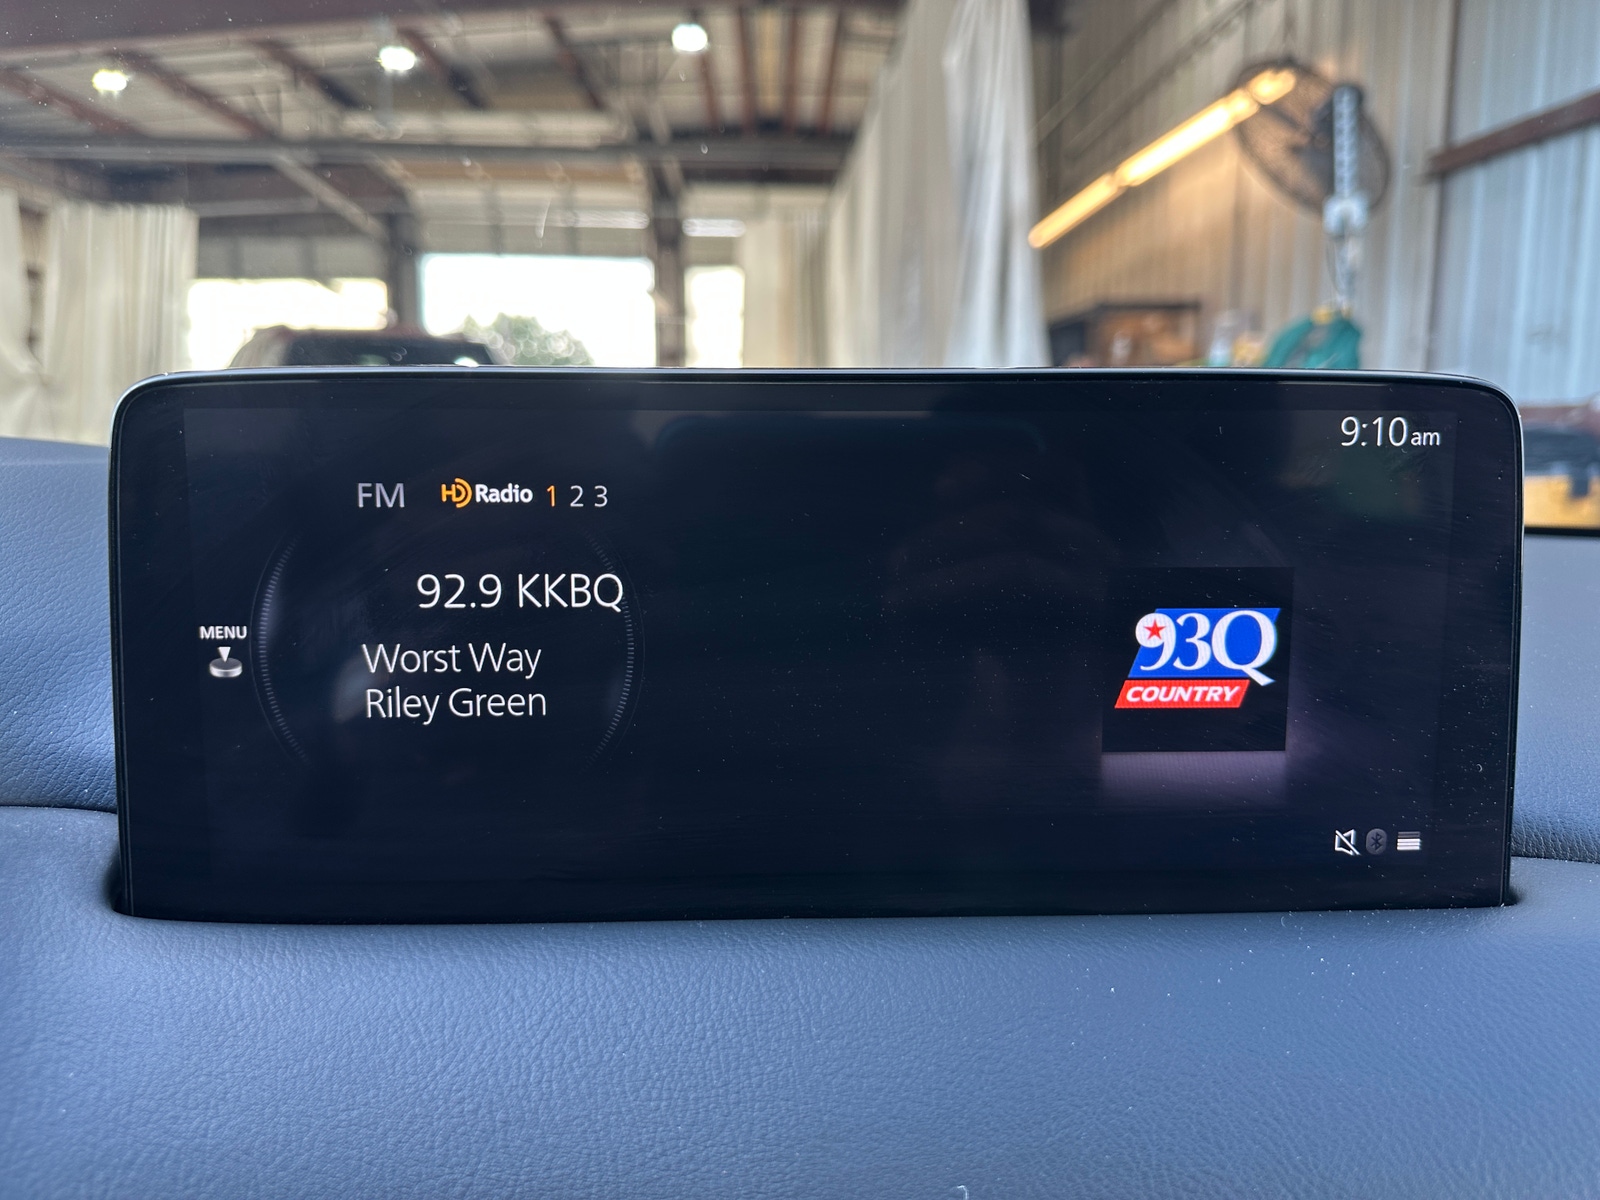 9:10am
FM HD Radio 1 2 3
92.9 KKBQ
MENU
Worst Way
Riley Green
93Q
COUNTRY